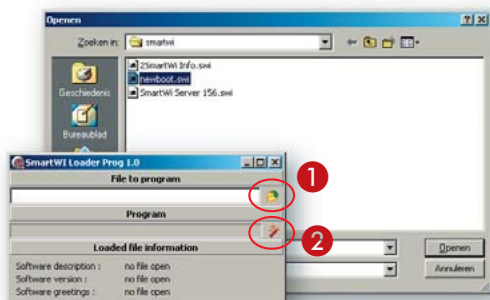 Openen
Zoeken in:
smartwi
2SmartWi Info.swi
newboot.swi
SmartWi Server 156.swi
Geschiedenis
Bureaublad
SmartWI Loader Prog 1.0
File to program
1
Program
2
Loaded file information
Software description : no file open
Software version : no file open
Software greetings : no file open
Openen
Annuleren